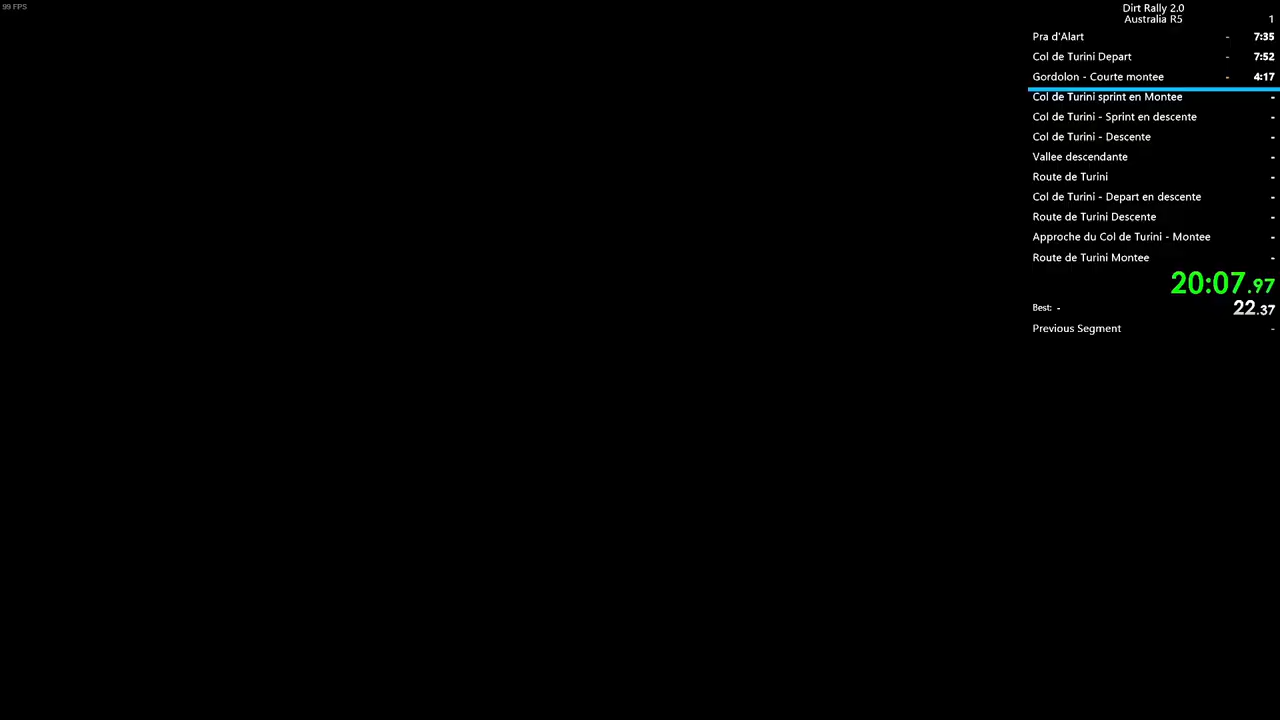 99 FPS
Dirt Rally 2.0
Australia R5 1
Pra d'Alart - 7:35
Col de Turini Depart - 7:52
Gordolon - Courte montee - 4:17
Col de Turini sprint en Montee -
Col de Turini - Sprint en descente -
Col de Turini - Descente -
Vallee descendante -
Route de Turini -
Col de Turini - Depart en descente -
Route de Turini Descente -
Approche du Col de Turini - Montee -
Route de Turini Montee -
20:07.97
Best: - 22.37
Previous Segment -